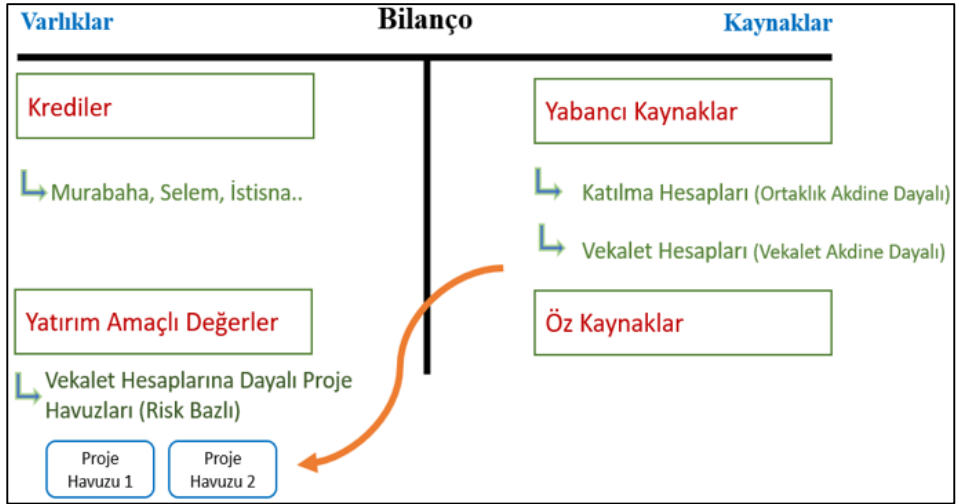 Varlıklar
Bilanço
Kaynaklar
Krediler
Murabaha, Selem, İstisna..
Yatırım Amaçlı Değerler
Vekalet Hesaplarına Dayalı Proje
Havuzları (Risk Bazlı)
Proje
Havuzu 1
Proje
Havuzu 2
Yabancı Kaynaklar
Katılma Hesapları (Ortaklık Akdine Dayalı)
Vekalet Hesapları (Vekalet Akdine Dayalı)
Öz Kaynaklar